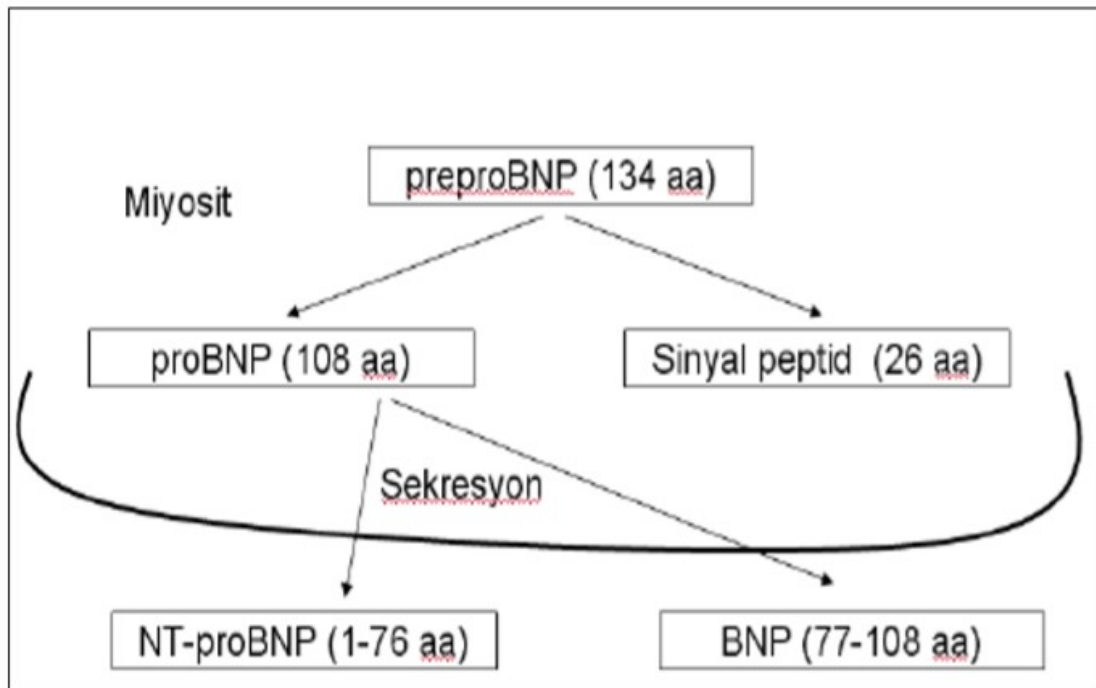 preproBNP (134 aa)
Miyosit
proBNP (108 aa)
Sinyal peptid (26 aa)
Sekresyon
NT-proBNP (1-76 aa)
BNP (77-108 aa)